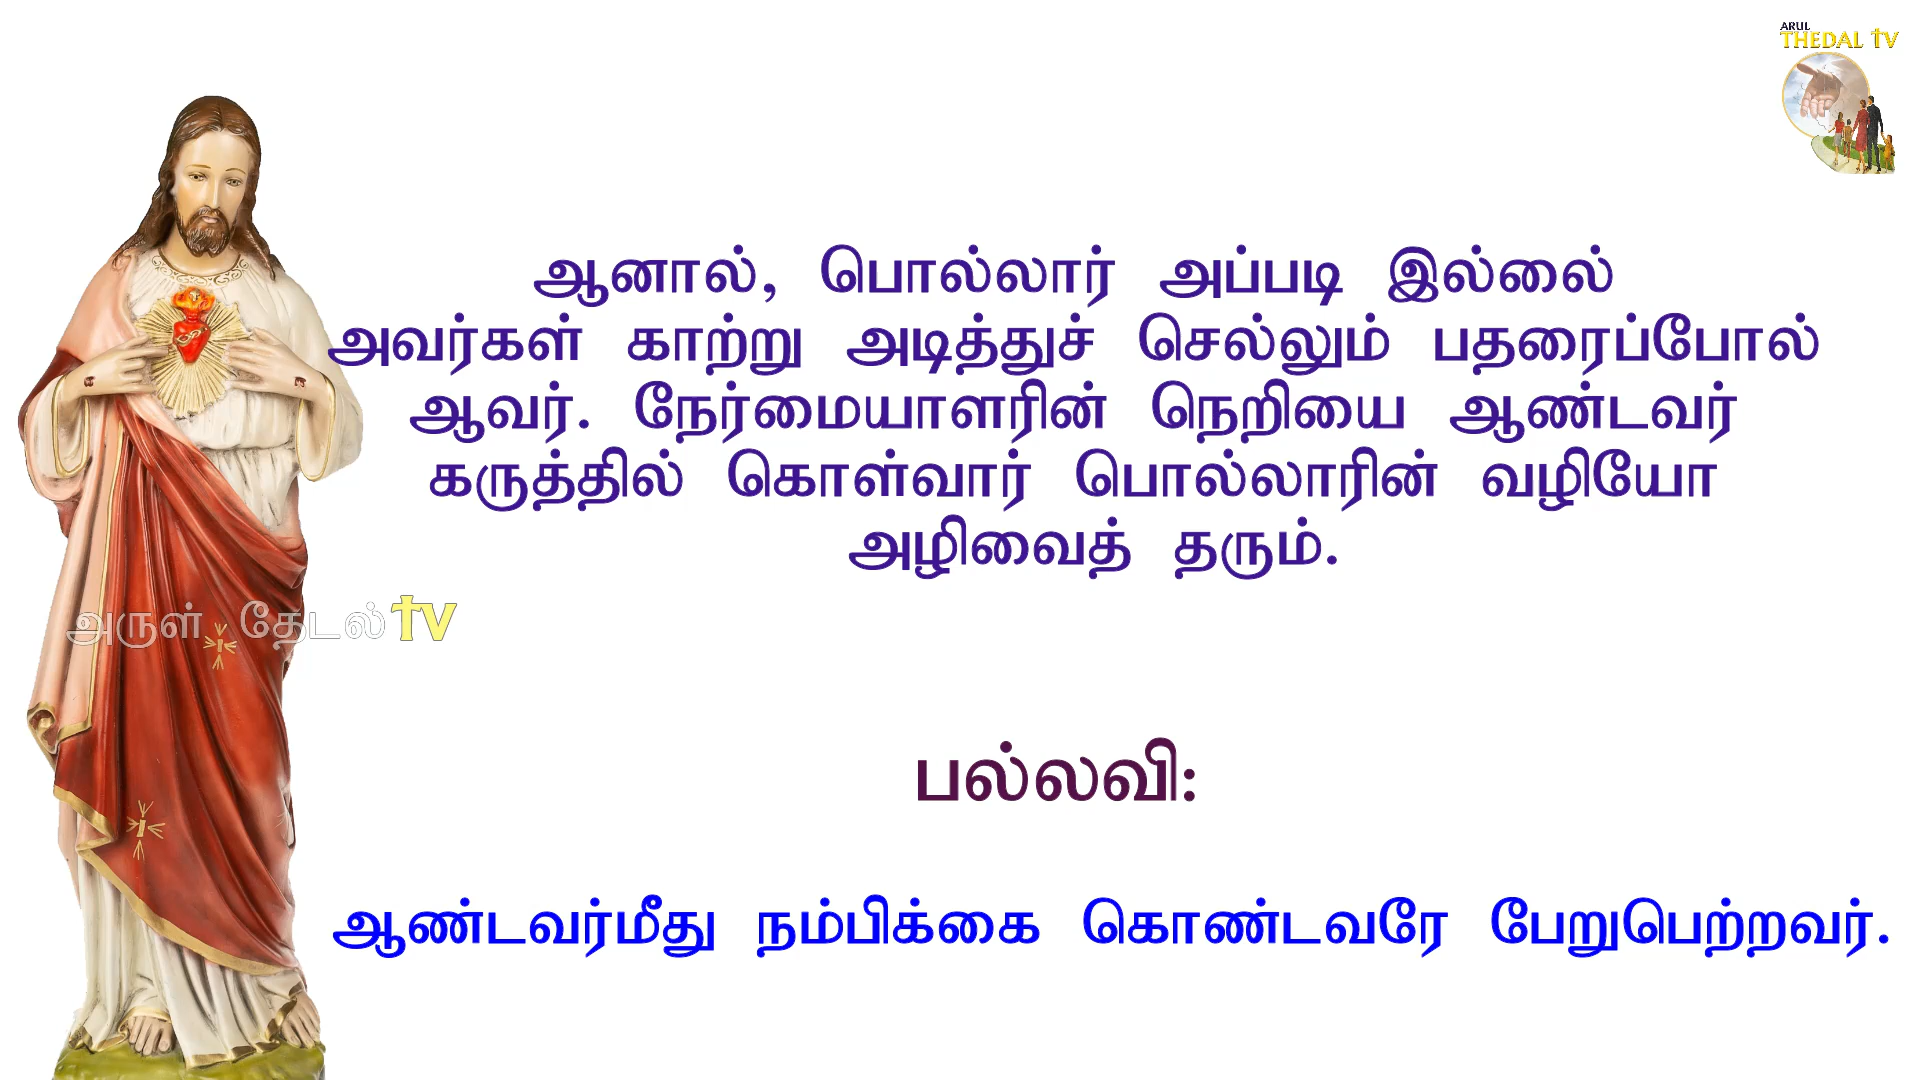 ARUL
THEDAL TV
ஆனால், பொல்லார் அப்படி இல்லை
அவர்கள் காற்று அடித்துச் செல்லும் பதரைப்போல்
ஆவர். நேர்மையாளரின் நெறியை ஆண்டவர்
கருத்தில் கொள்வார் பொல்லாரின் வழியோ
அழிவைத் தரும்.
அருள் தேடல் TV
பல்லவி:
ஆண்டவர்மீது நம்பிக்கை கொண்டவரே பேறுபெற்றவர்.